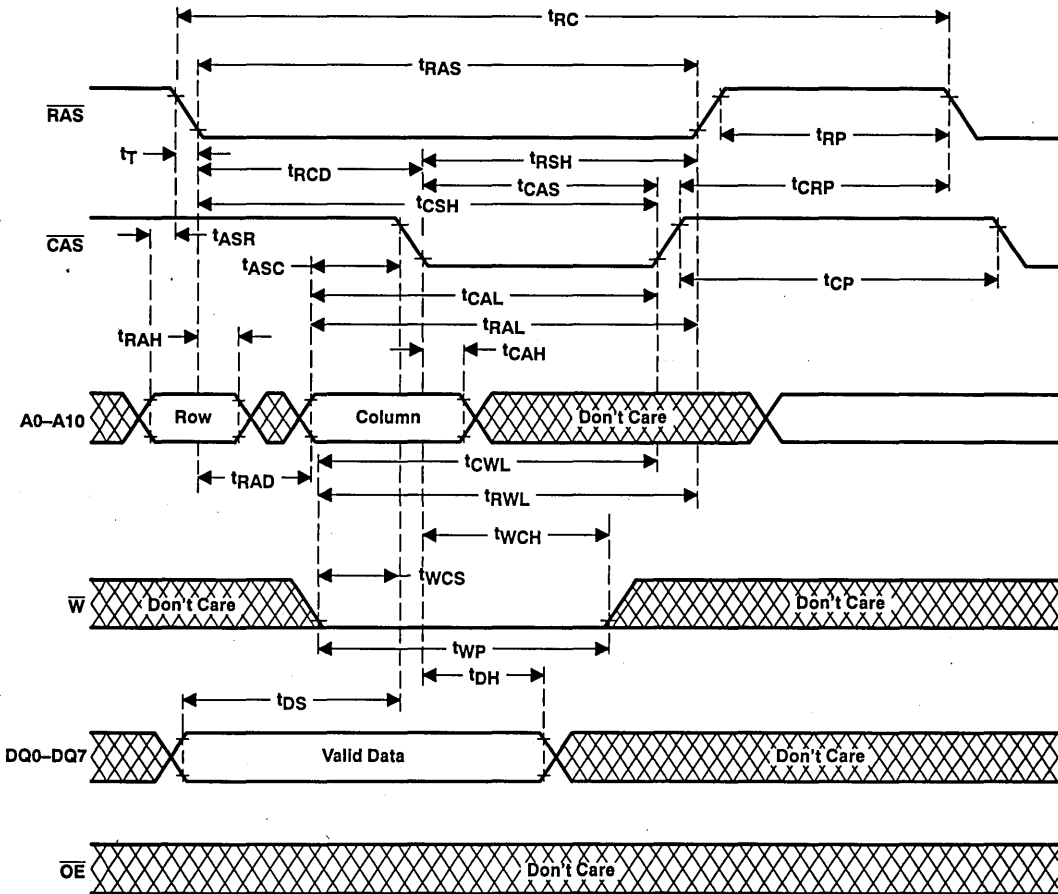 tRC
tRAS
RAS
tT
tRP
tRCD
tRSH
tCAS
tCRP
tCSH
CAS
tASR
tASC
tCP
tCAL
tRAL
tRAH
tCAH
A0–A10
Row
Column
Don't Care
tCWL
tRAD
tRWL
tWCH
tWCS
W
Don't Care
Don't Care
tWP
tDH
tDS
DQ0–DQ7
Valid Data
Don't Care
OE
Don't Care